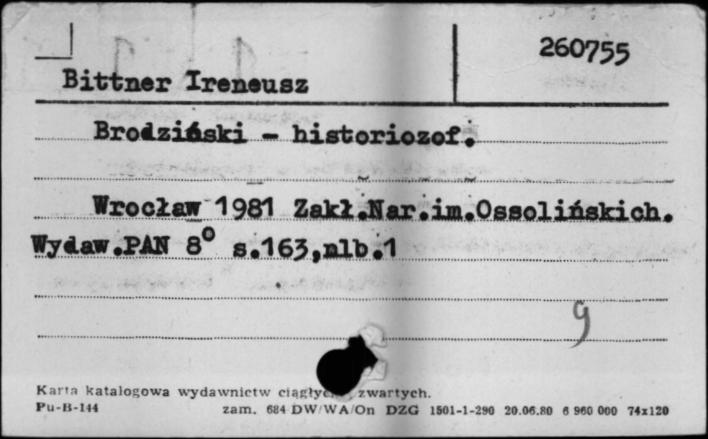 260755
Bittner Ireneusz
Brodziński - historiozof.
Wrocław 1981 Zakł.Nar.im.Ossolińskich.
Wydaw.PAN 8° s.163,nlb.1
9
Karta katalogowa wydawnictw ciągłych zwartych.
Pu-B-144 zam. 684 DW/WA/On DZG 1501-1-290 20.06.80 6 960 000 74x120